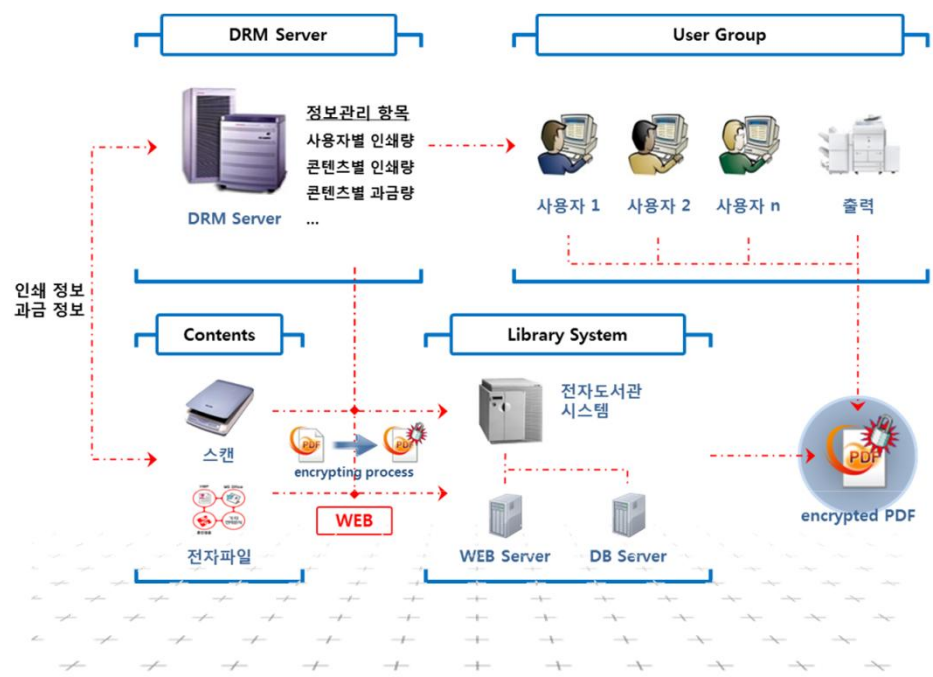 DRM Server
User Group
정보관리 항목
사용자별 인쇄량
콘텐츠별 인쇄량
콘텐츠별 과금량
...
DRM Server
사용자 1
사용자 2
사용자 n
출력
인쇄 정보
과금 정보
Contents
Library System
스캔
PDF
PDF
encrypting process
전자도서관
시스템
PDF
encrypted PDF
WEB
전자파일
WEB Server
DB Server